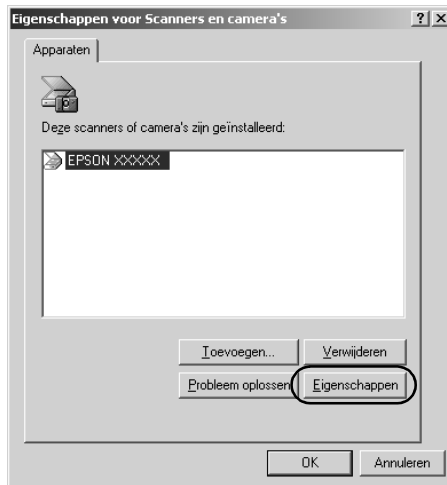 Eigenschappen voor Scanners en camera's
Apparaten
Deze scanners of camera's zijn geïnstalleerd:
EPSON XXXXX
Toevoegen... Verwijderen
Probleem oplossen Eigenschappen
OK Annuleren